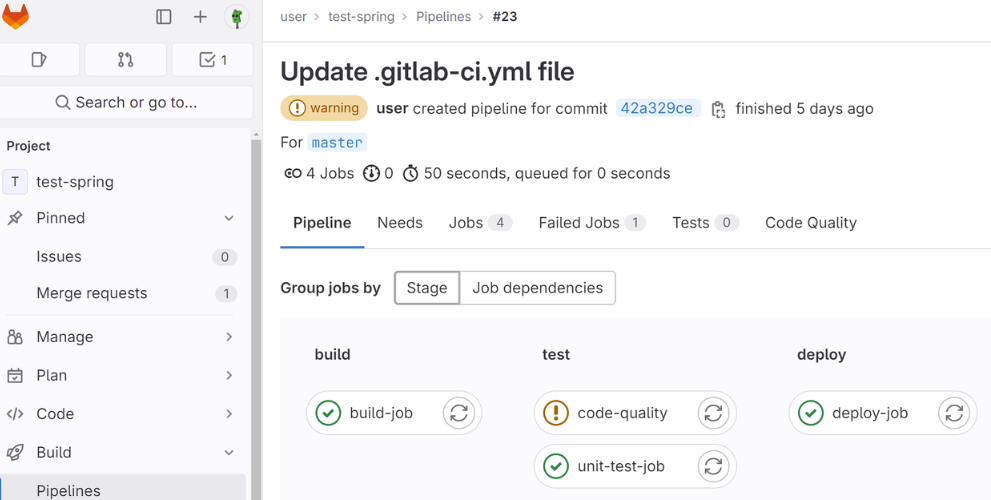 user > test-spring > Pipelines > #23
1
Search or go to...
Project
T test-spring
Pinned
Issues 0
Merge requests 1
Manage
Plan
Code
Build
Pipelines
Update .gitlab-ci.yml file
warning user created pipeline for commit 42a329ce finished 5 days ago
For master
4 Jobs 0 50 seconds, queued for 0 seconds
Pipeline Needs Jobs 4 Failed Jobs 1 Tests 0 Code Quality
Group jobs by Stage Job dependencies
build test deploy
build-job code-quality deploy-job
unit-test-job